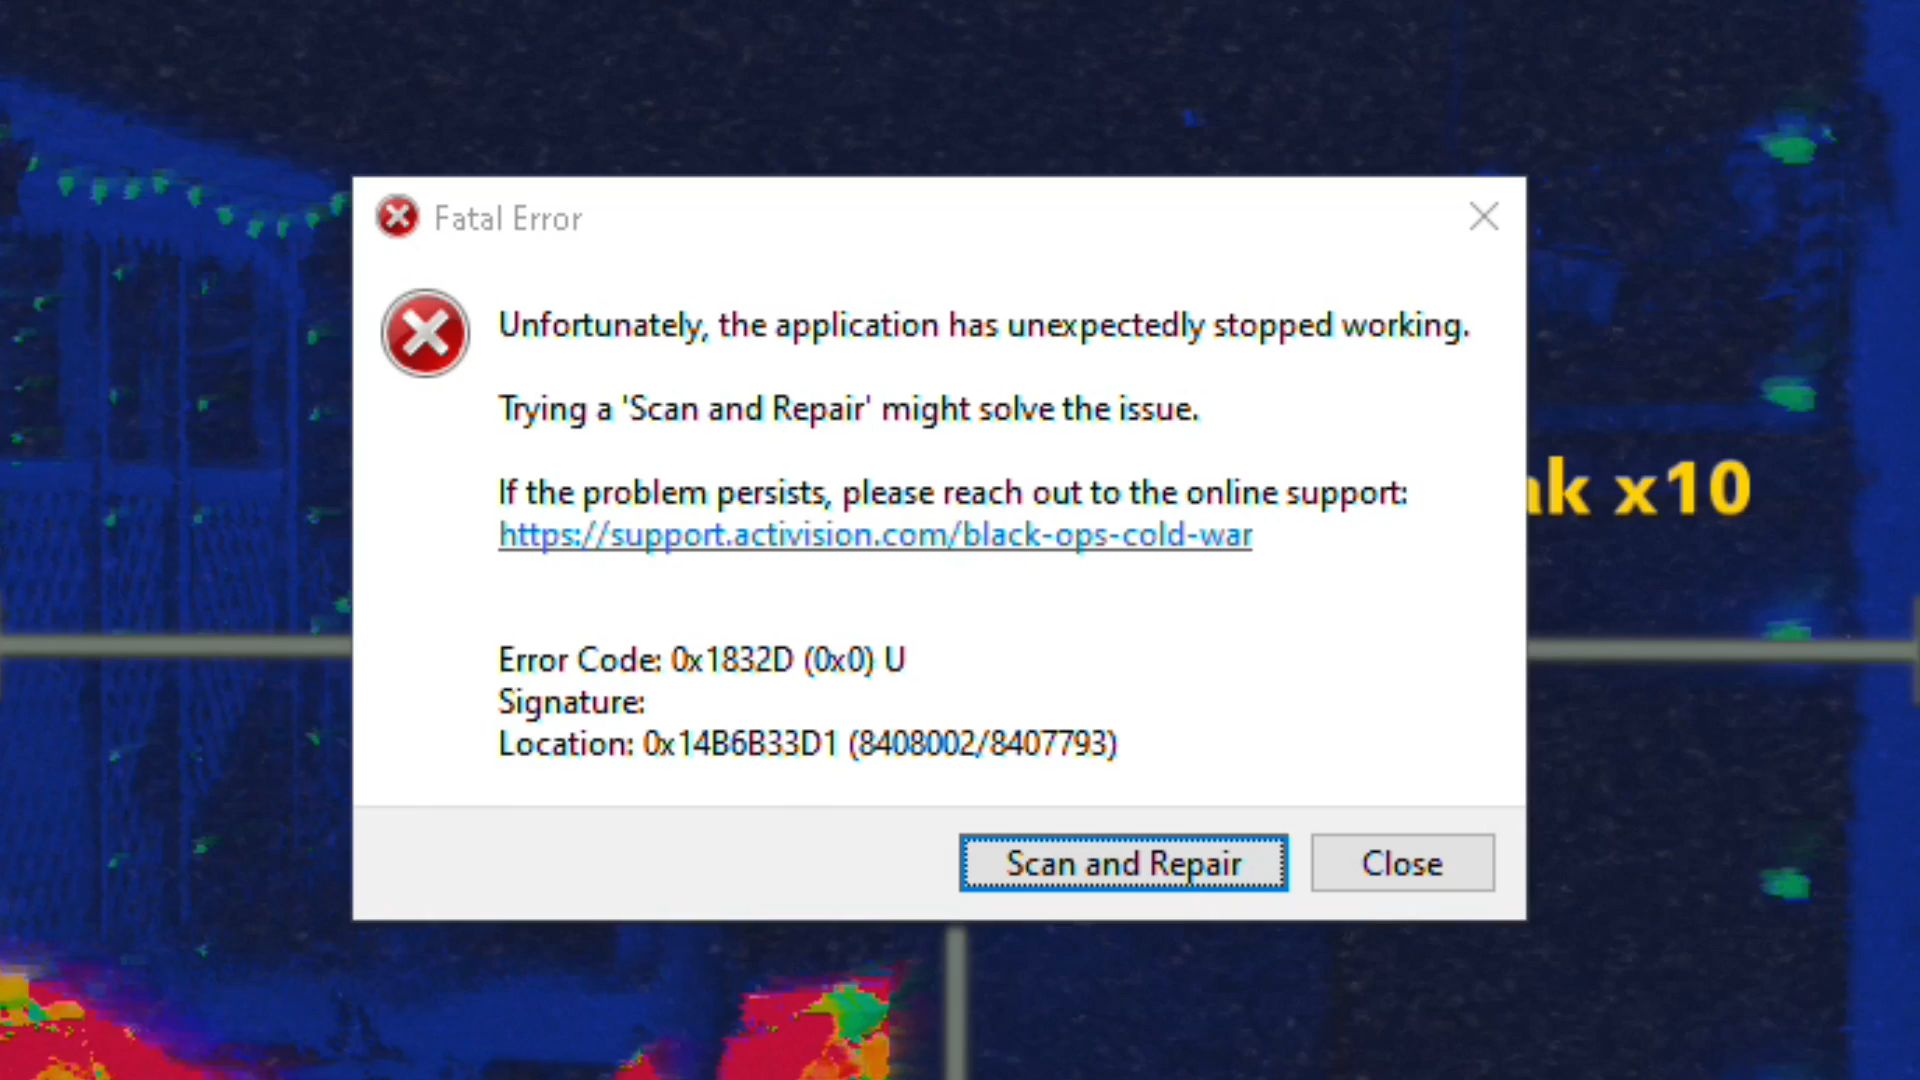 Fatal Error
Unfortunately, the application has unexpectedly stopped working.
Trying a 'Scan and Repair' might solve the issue.
If the problem persists, please reach out to the online support:
https://support.activision.com/black-ops-cold-war
x10
Error Code: 0x1832D (0x0) U
Signature:
Location: 0x14B6B33D1 (8408002/8407793)
Scan and Repair
Close